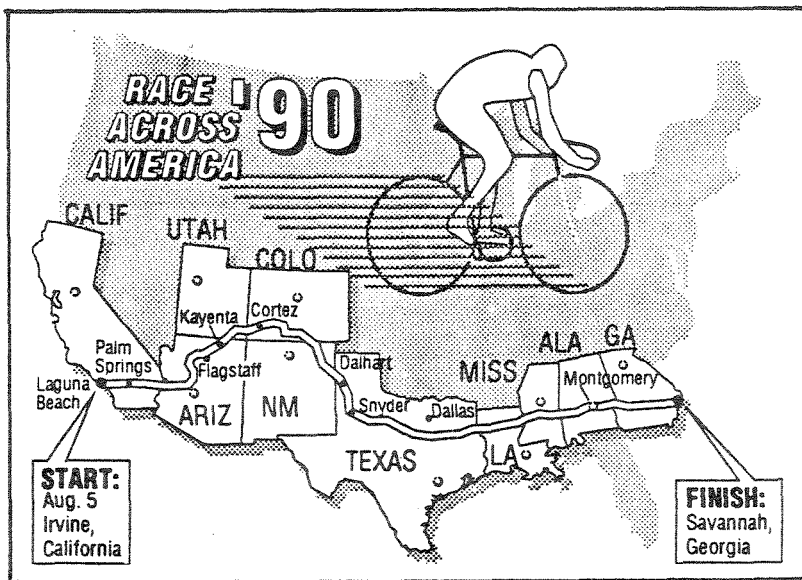 RACE '90
ACROSS
AMERICA
CALIF
UTAH
COLO
Kayenta
Cortez
Palm
Springs
Flagstaff
Dalhart
Laguna
Beach
ARIZ
NM
Snyder
Dallas
MISS
ALA
GA
Montgomery
TEXAS
LA
START:
Aug. 5
Irvine,
California
FINISH:
Savannah,
Georgia